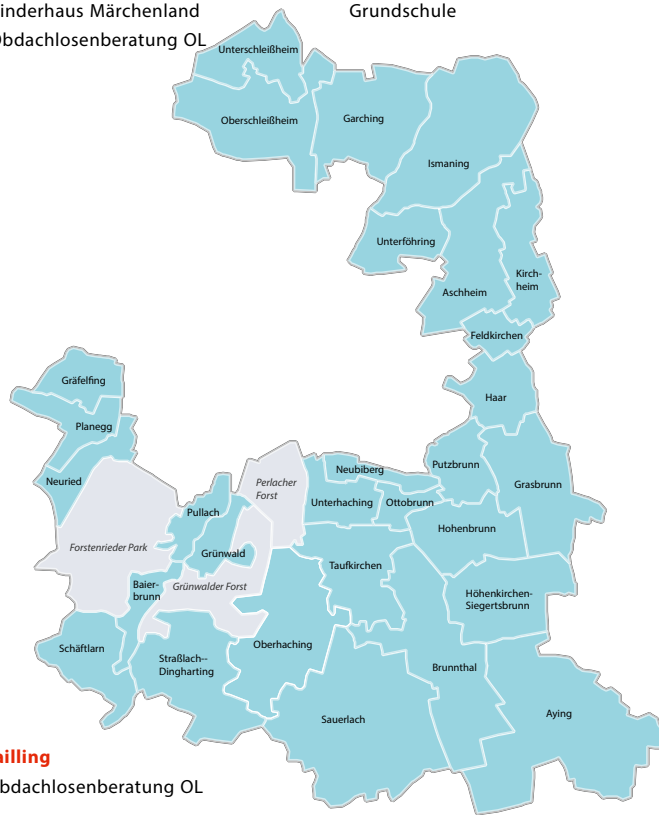 inderhaus Märchenland
Grundschule
bdachlosenberatung OL
Unterschleißheim
Oberschleißheim
Garching
Ismaning
Unterföhring
Kirch-
heim
Aschheim
Feldkirchen
Gräfelfing
Haar
Planegg
Neuried
Perlacher
Forst
Neubiberg
Putzbrunn
Grasbrunn
Pullach
Unterhaching
Ottobrunn
Hohenbrunn
Forstenrieder Park
Grünwald
Taufkirchen
Baier-
brunn
Grünwalder Forst
Höhenkirchen-
Siegertsbrunn
Schäftlarn
Oberhaching
Straßlach--
Dingharting
Brunnthal
Sauerlach
Aying
illing
bdachlosenberatung OL